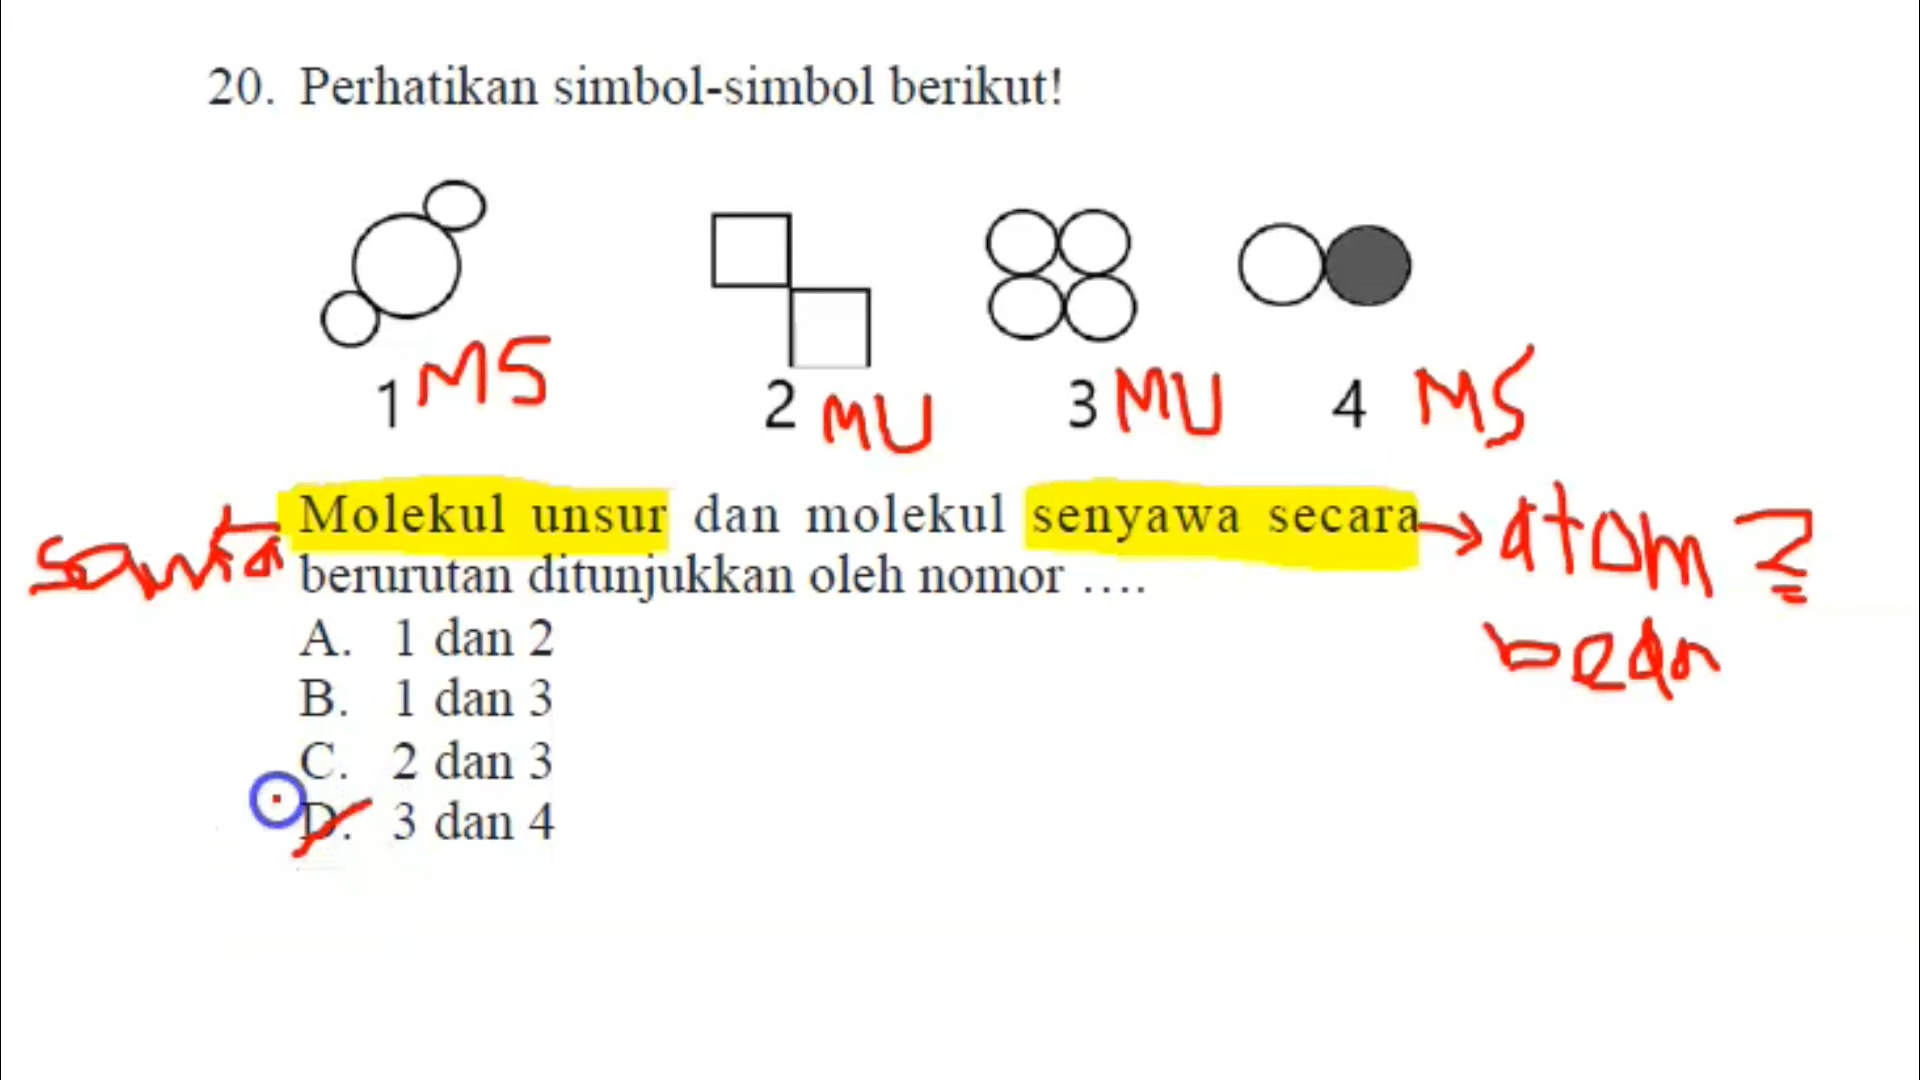 20. Perhatikan simbol-simbol berikut!
1 MS 2 MU 3 MU 4 MS
Molekul unsur dan molekul senyawa secara → atom 2
sama
berurutan ditunjukkan oleh nomor ....
beda
A. 1 dan 2
B. 1 dan 3
C. 2 dan 3
D. 3 dan 4